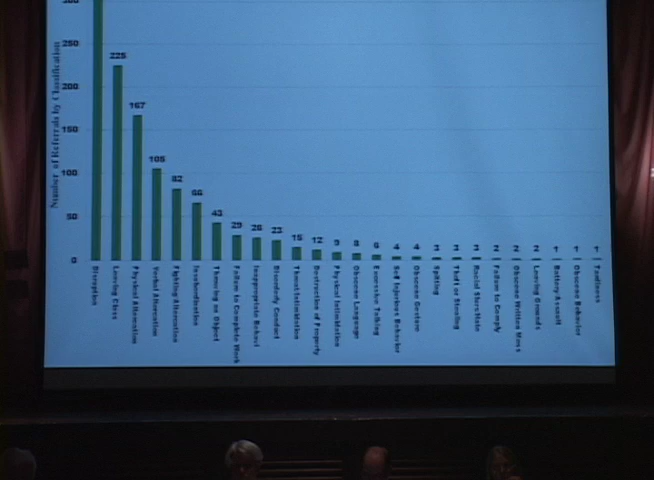 300
250
200
150
100
50
0
Number of Referrals by Classification
225
167
105
82
66
43
29
26
23
15
12
9
8
6
4
4
3
3
3
2
2
2
1
1
1
Disruption
Leaving Class
Physical Altercation
Verbal Altercation
Fighting Altercation
Insubordination
Throwing an Object
Failure to Complete Work
Inappropriate Behavi
Disorderly Conduct
Threat/Intimidation
Destruction of Property
Physical Intimidation
Obscene Language
Excessive Talking
Self Injurious Behavior
Obscene Gesture
Spitting
Theft or Stealing
Racial Slurs/Hate
Failure to Comply
Obscene Written Mess
Leaving Grounds
Battery Assault
Obscene Behavior
Tardiness